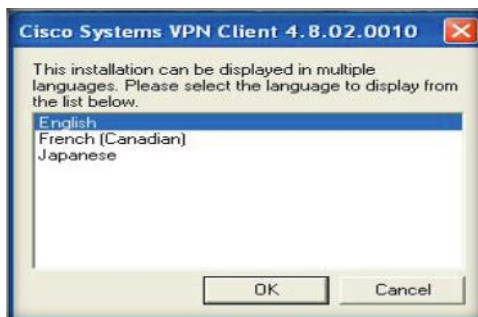 Cisco Systems VPN Client 4.8.02.0010
This installation can be displayed in multiple
languages. Please select the language to display from
the list below.
English
French (Canadian)
Japanese
OK
Cancel